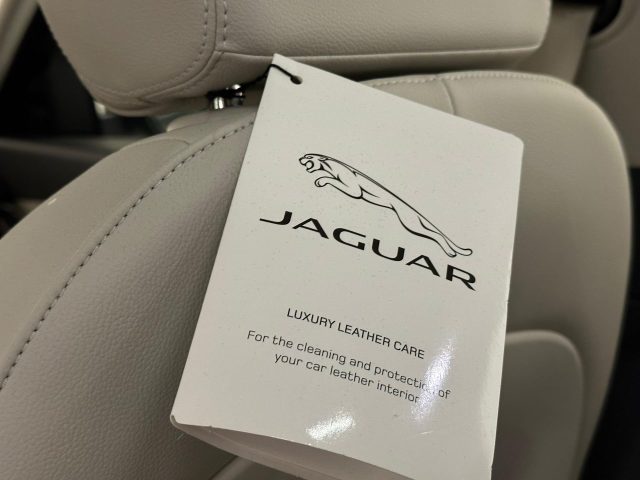 JAGUAR
LUXURY LEATHER CARE
For the cleaning and protection of
your car leather interior